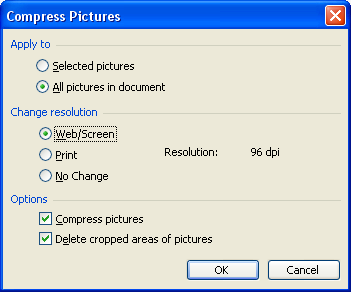 Compress Pictures
Apply to
Selected pictures
All pictures in document
Change resolution
Web/Screen
Print Resolution: 96 dpi
No Change
Options
Compress pictures
Delete cropped areas of pictures
OK Cancel